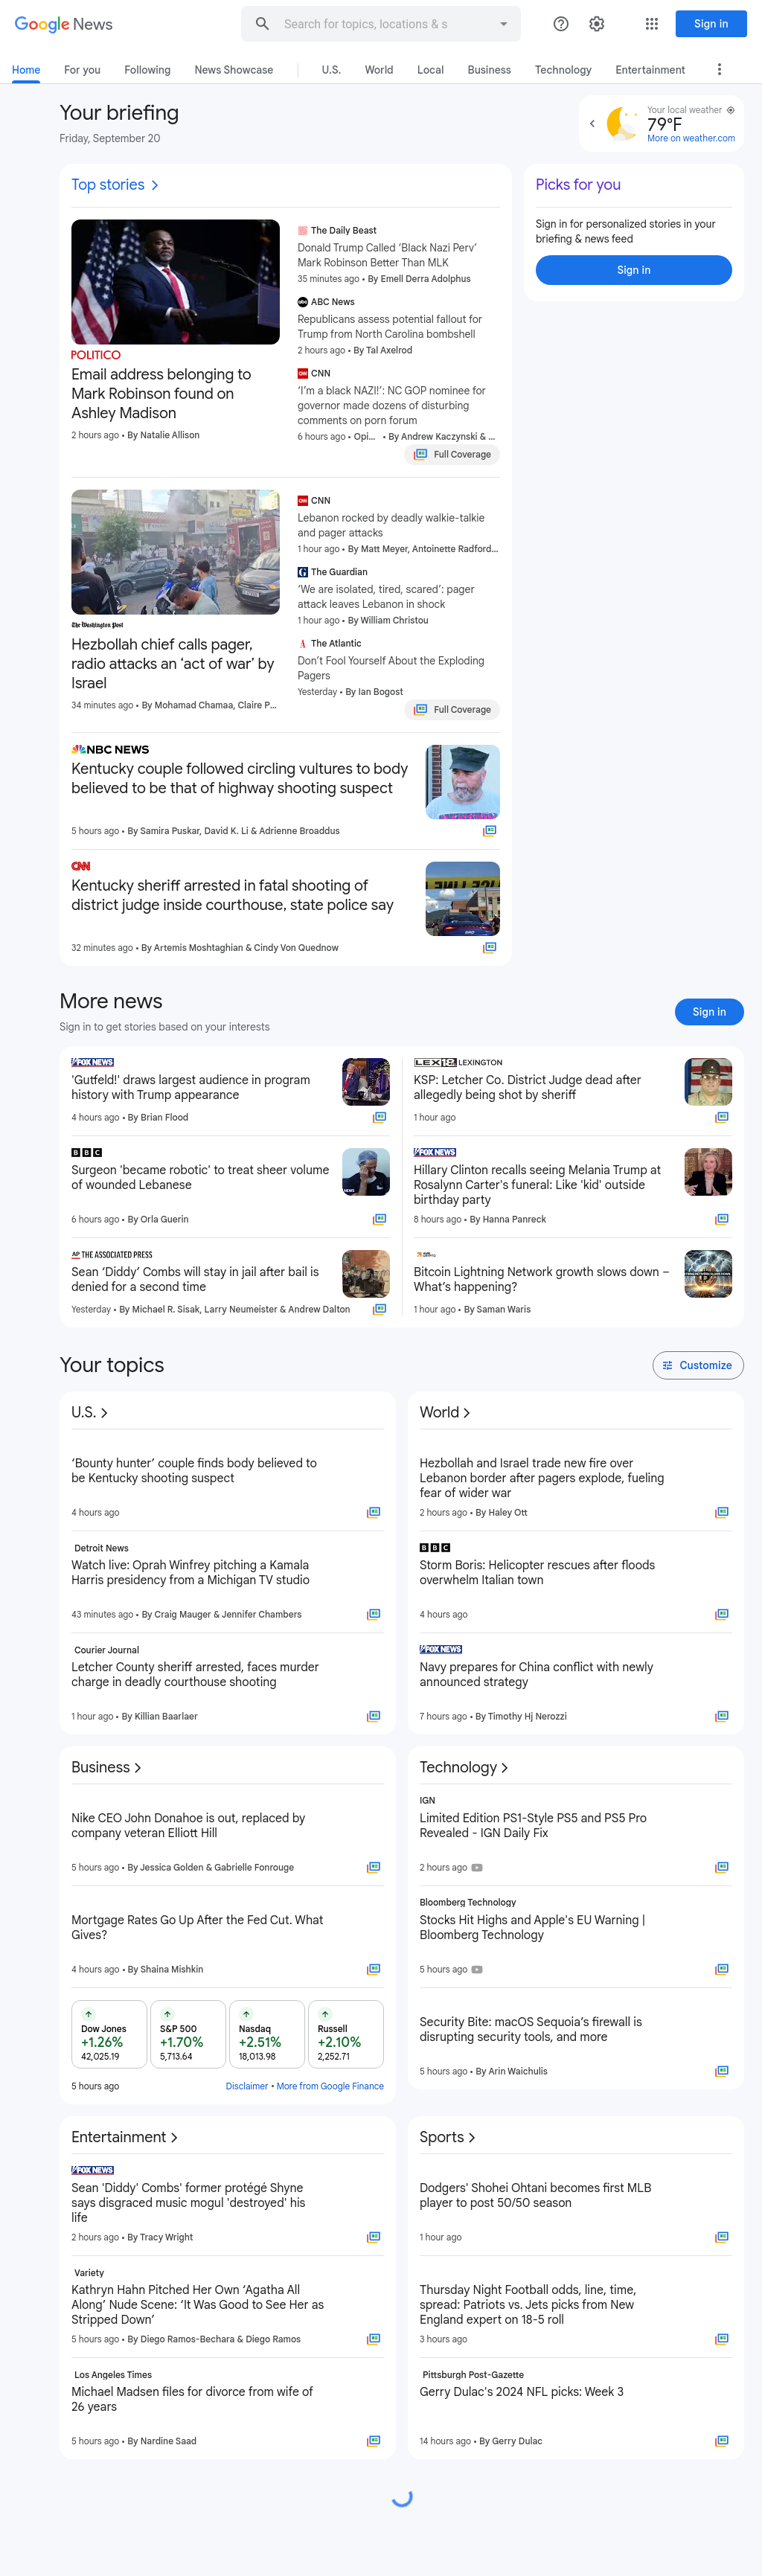 Google News
Search for topics, locations & s
Sign in
Home
For you
Following
News Showcase
U.S.
World
Local
Business
Technology
Entertainment
Your briefing
Friday, September 20
Your local weather
79°F
More on weather.com
Top stories
POLITICO
Email address belonging to
Mark Robinson found on
Ashley Madison
2 hours ago • By Natalie Allison
The Daily Beast
Donald Trump Called ‘Black Nazi Perv’
Mark Robinson Better Than MLK
35 minutes ago • By Emell Derra Adolphus
abc ABC News
Republicans assess potential fallout for
Trump from North Carolina bombshell
2 hours ago • By Tal Axelrod
CNN CNN
‘I’m a black NAZI!’: NC GOP nominee for
governor made dozens of disturbing
comments on porn forum
6 hours ago • Opi... • By Andrew Kaczynski & ...
Full Coverage
Picks for you
Sign in for personalized stories in your
briefing & news feed
Sign in
The Washington Post
Hezbollah chief calls pager,
radio attacks an ‘act of war’ by
Israel
34 minutes ago • By Mohamad Chamaa, Claire P...
CNN CNN
Lebanon rocked by deadly walkie-talkie
and pager attacks
1 hour ago • By Matt Meyer, Antoinette Radford...
G The Guardian
‘We are isolated, tired, scared’: pager
attack leaves Lebanon in shock
1 hour ago • By William Christou
A The Atlantic
Don’t Fool Yourself About the Exploding
Pagers
Yesterday • By Ian Bogost
Full Coverage
NBC NEWS
Kentucky couple followed circling vultures to body
believed to be that of highway shooting suspect
5 hours ago • By Samira Puskar, David K. Li & Adrienne Broaddus
CNN
Kentucky sheriff arrested in fatal shooting of
district judge inside courthouse, state police say
32 minutes ago • By Artemis Moshtaghian & Cindy Von Quednow
More news
Sign in to get stories based on your interests
Sign in
FOX NEWS
'Gutfeld!' draws largest audience in program
history with Trump appearance
4 hours ago • By Brian Flood
LEX18 LEXINGTON
KSP: Letcher Co. District Judge dead after
allegedly being shot by sheriff
1 hour ago
BBC
Surgeon 'became robotic' to treat sheer volume
of wounded Lebanese
6 hours ago • By Orla Guerin
FOX NEWS
Hillary Clinton recalls seeing Melania Trump at
Rosalynn Carter's funeral: Like 'kid' outside
birthday party
8 hours ago • By Hanna Panreck
AP THE ASSOCIATED PRESS
Sean ‘Diddy’ Combs will stay in jail after bail is
denied for a second time
Yesterday • By Michael R. Sisak, Larry Neumeister & Andrew Dalton
Bitcoin Lightning Network growth slows down –
What’s happening?
1 hour ago • By Saman Waris
Your topics
Customize
U.S.
‘Bounty hunter’ couple finds body believed to
be Kentucky shooting suspect
4 hours ago
Detroit News
Watch live: Oprah Winfrey pitching a Kamala
Harris presidency from a Michigan TV studio
43 minutes ago • By Craig Mauger & Jennifer Chambers
Courier Journal
Letcher County sheriff arrested, faces murder
charge in deadly courthouse shooting
1 hour ago • By Killian Baarlaer
World
Hezbollah and Israel trade new fire over
Lebanon border after pagers explode, fueling
fear of wider war
2 hours ago • By Haley Ott
BBC
Storm Boris: Helicopter rescues after floods
overwhelm Italian town
4 hours ago
FOX NEWS
Navy prepares for China conflict with newly
announced strategy
7 hours ago • By Timothy Hj Nerozzi
Business
Nike CEO John Donahoe is out, replaced by
company veteran Elliott Hill
5 hours ago • By Jessica Golden & Gabrielle Fonrouge
Mortgage Rates Go Up After the Fed Cut. What
Gives?
4 hours ago • By Shaina Mishkin
Dow Jones
+1.26%
42,025.19
S&P 500
+1.70%
5,713.64
Nasdaq
+2.51%
18,013.98
Russell
+2.10%
2,252.71
5 hours ago
Disclaimer • More from Google Finance
Technology
IGN
Limited Edition PS1-Style PS5 and PS5 Pro
Revealed - IGN Daily Fix
2 hours ago
Bloomberg Technology
Stocks Hit Highs and Apple's EU Warning |
Bloomberg Technology
5 hours ago
Security Bite: macOS Sequoia’s firewall is
disrupting security tools, and more
5 hours ago • By Arin Waichulis
Entertainment
FOX NEWS
Sean 'Diddy' Combs' former protégé Shyne
says disgraced music mogul 'destroyed' his
life
2 hours ago • By Tracy Wright
Variety
Kathryn Hahn Pitched Her Own ‘Agatha All
Along’ Nude Scene: ‘It Was Good to See Her as
Stripped Down’
5 hours ago • By Diego Ramos-Bechara & Diego Ramos
Los Angeles Times
Michael Madsen files for divorce from wife of
26 years
5 hours ago • By Nardine Saad
Sports
Dodgers' Shohei Ohtani becomes first MLB
player to post 50/50 season
1 hour ago
Thursday Night Football odds, line, time,
spread: Patriots vs. Jets picks from New
England expert on 18-5 roll
3 hours ago
Pittsburgh Post-Gazette
Gerry Dulac's 2024 NFL picks: Week 3
14 hours ago • By Gerry Dulac